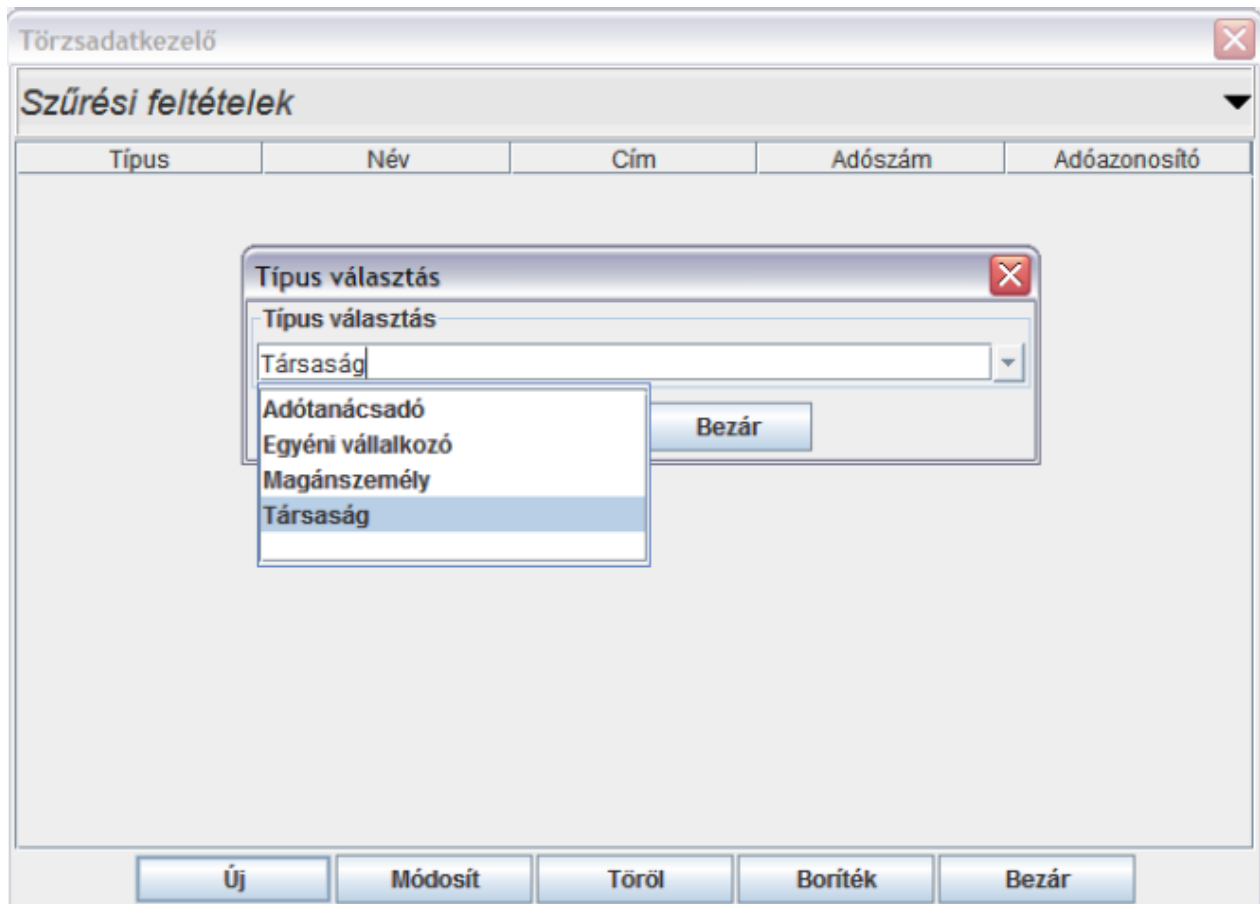 Törzsadatkezelő
Szűrési feltételek
Típus Név Cím Adószám Adóazonosító
Típus választás
Típus választás
Társaság
Adótanácsadó
Egyéni vállalkozó
Magánszemély
Társaság
Bezár
Új Módosít Töröl Boríték Bezár